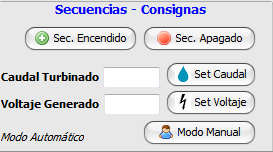 Secuencias - Consignas
Sec. Encendido Sec. Apagado
Caudal Turbinado Set Caudal
Voltaje Generado Set Voltaje
Modo Automático Modo Manual